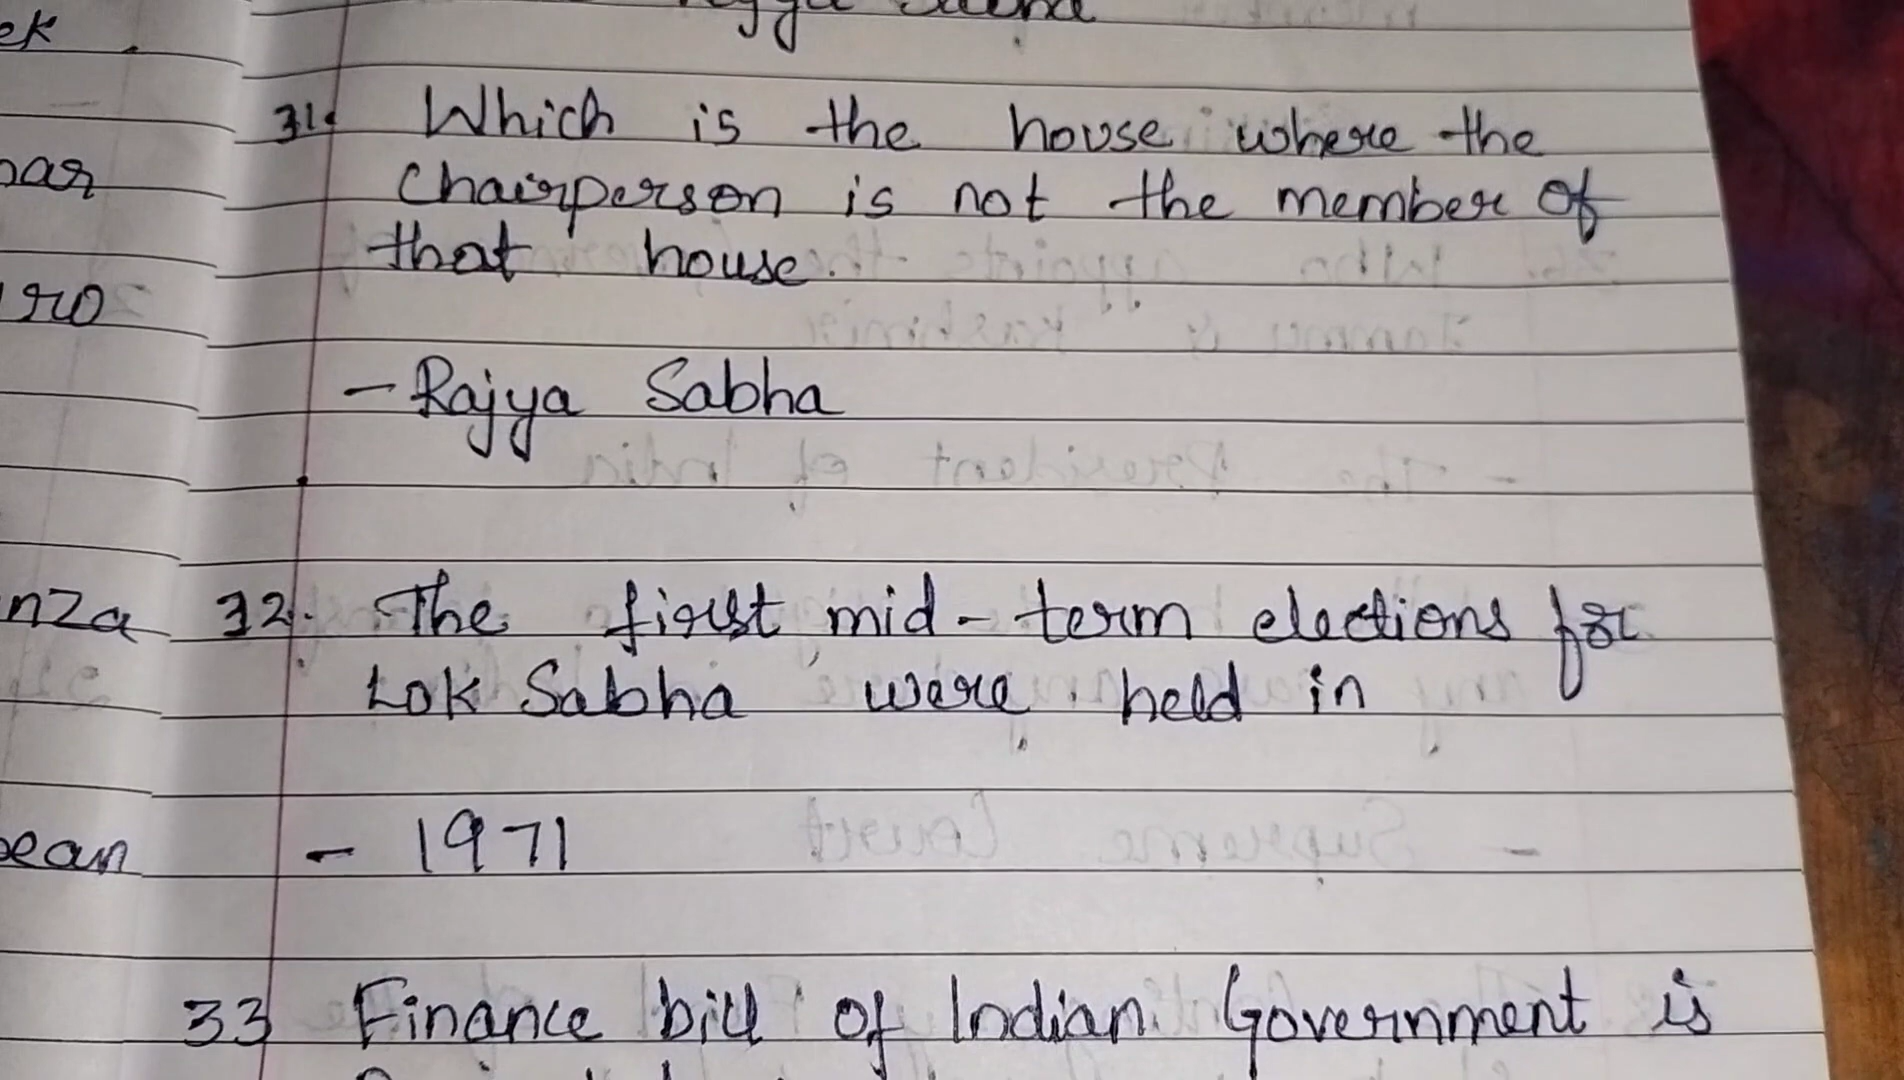 ek
31. Which is the house where the
Chairperson is not the member of
that house.
- Rajya Sabha
32. The first mid-term elections for
Lok Sabha were held in
- 1971
33 Finance bill of Indian Government is